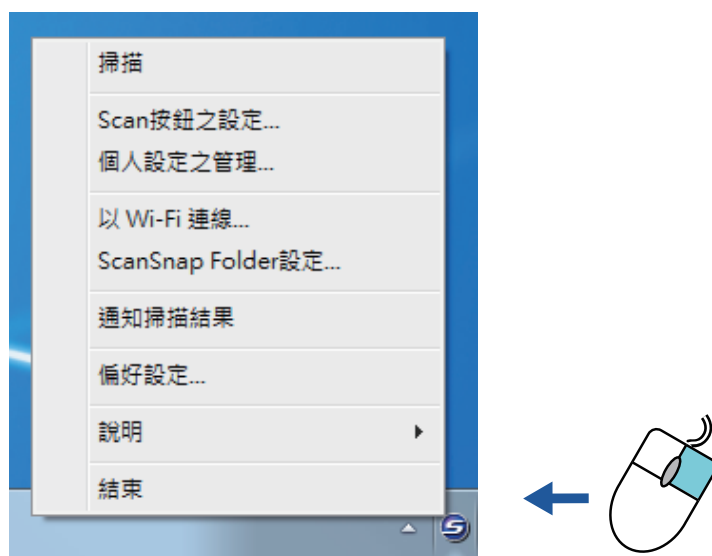 掃描
Scan按鈕之設定...
個人設定之管理...
以 Wi-Fi 連線...
ScanSnap Folder設定...
通知掃描結果
偏好設定...
說明
結束